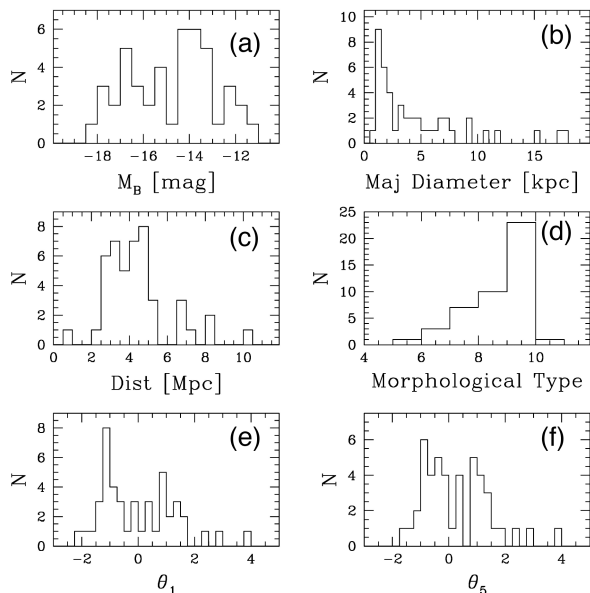 6
4
2
0
N
(a)
−18 −16 −14 −12
M_B [mag]
10
8
6
4
2
0
N
(b)
0 5 10 15
Maj Diameter [kpc]
8
6
4
2
0
N
(c)
0 2 4 6 8 10
Dist [Mpc]
25
20
15
10
5
0
N
(d)
4 6 8 10
Morphological Type
8
6
4
2
0
N
(e)
−2 0 2 4
θ_1
6
4
2
0
N
(f)
−2 0 2 4
θ_5